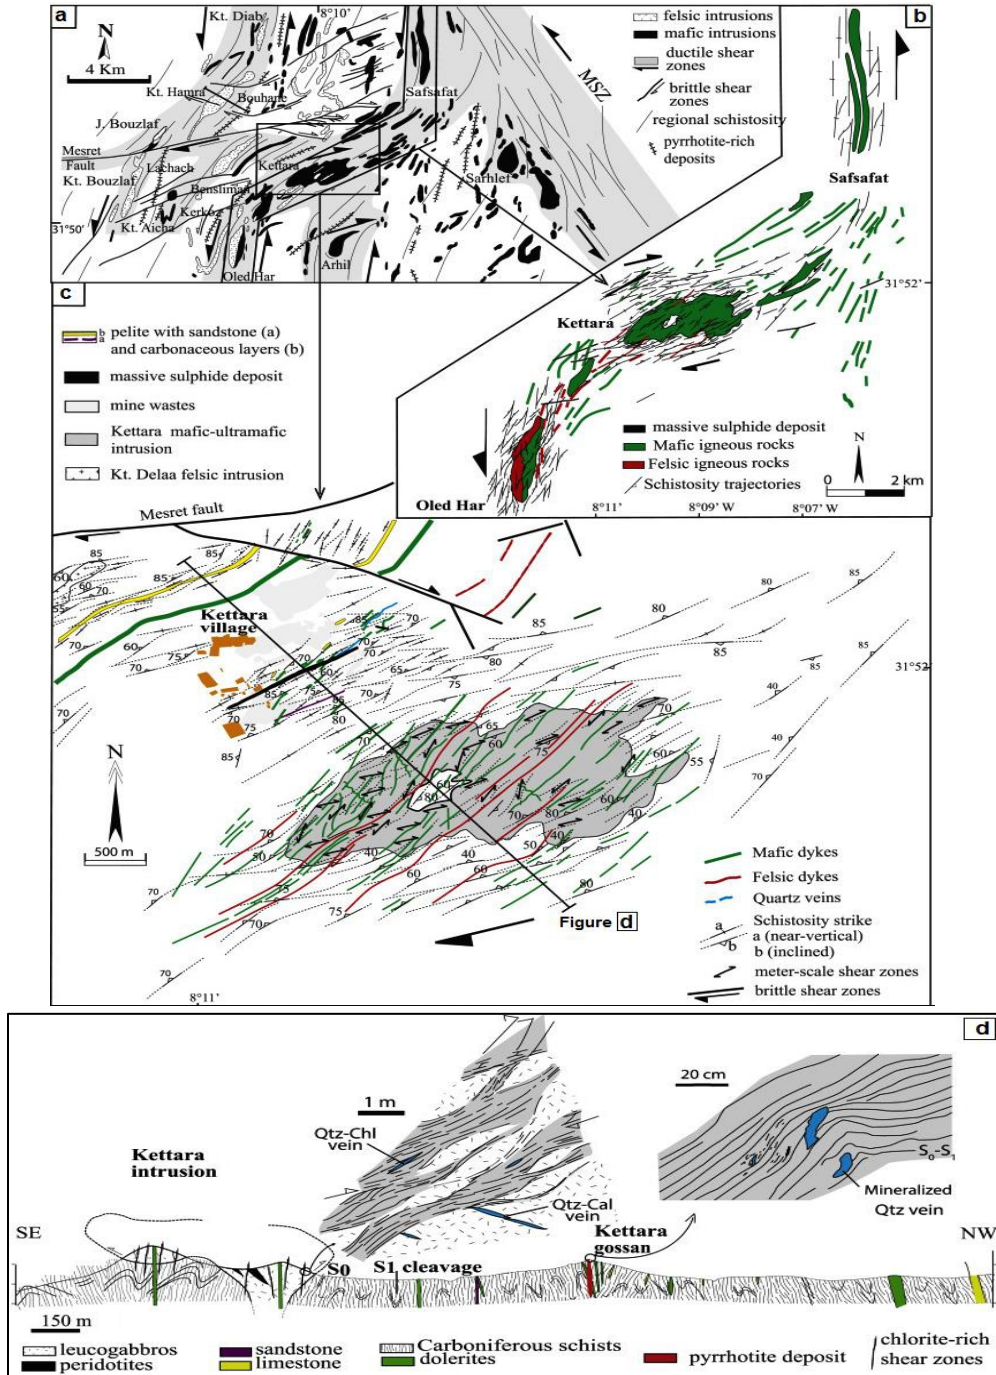 a
Kt. Diab
8°10'
N
4 Km
Kt. Hamra
Bouhane
Safsafat
MSZ
J. Bouzlaf
Mesret
Fault
Kt. Bouzlaf
Lachach
Kettara
Sarhlef
Benslimane
Kerkoz
Kt. Aicha
31°50'
Oled Har
Arhil
felsic intrusions
mafic intrusions
ductile shear
zones
brittle shear
zones
regional schistosity
pyrrhotite-rich
deposits
b
Safsafat
31°52'
Kettara
massive sulphide deposit
Mafic igneous rocks
Felsic igneous rocks
Schistosity trajectories
N
0 2 km
Oled Har
8°11' 8°09' W 8°07' W
c
b
a
pelite with sandstone (a)
and carbonaceous layers (b)
massive sulphide deposit
mine wastes
Kettara mafic-ultramafic
intrusion
Kt. Delaa felsic intrusion
Mesret fault
Kettara
village
31°52'
N
500 m
Figure d
8°11'
Mafic dykes
Felsic dykes
Quartz veins
Schistosity strike
a a (near-vertical)
b b (inclined)
meter-scale shear zones
brittle shear zones
d
1 m
20 cm
Qtz-Chl
vein
Kettara
intrusion
S0-S1
Mineralized
Qtz vein
Qtz-Cal
vein
Kettara
gossan
SE
NW
S0 S1 cleavage
150 m
leucogabbros
peridotites
sandstone
limestone
Carboniferous schists
dolerites
pyrrhotite deposit
chlorite-rich
shear zones